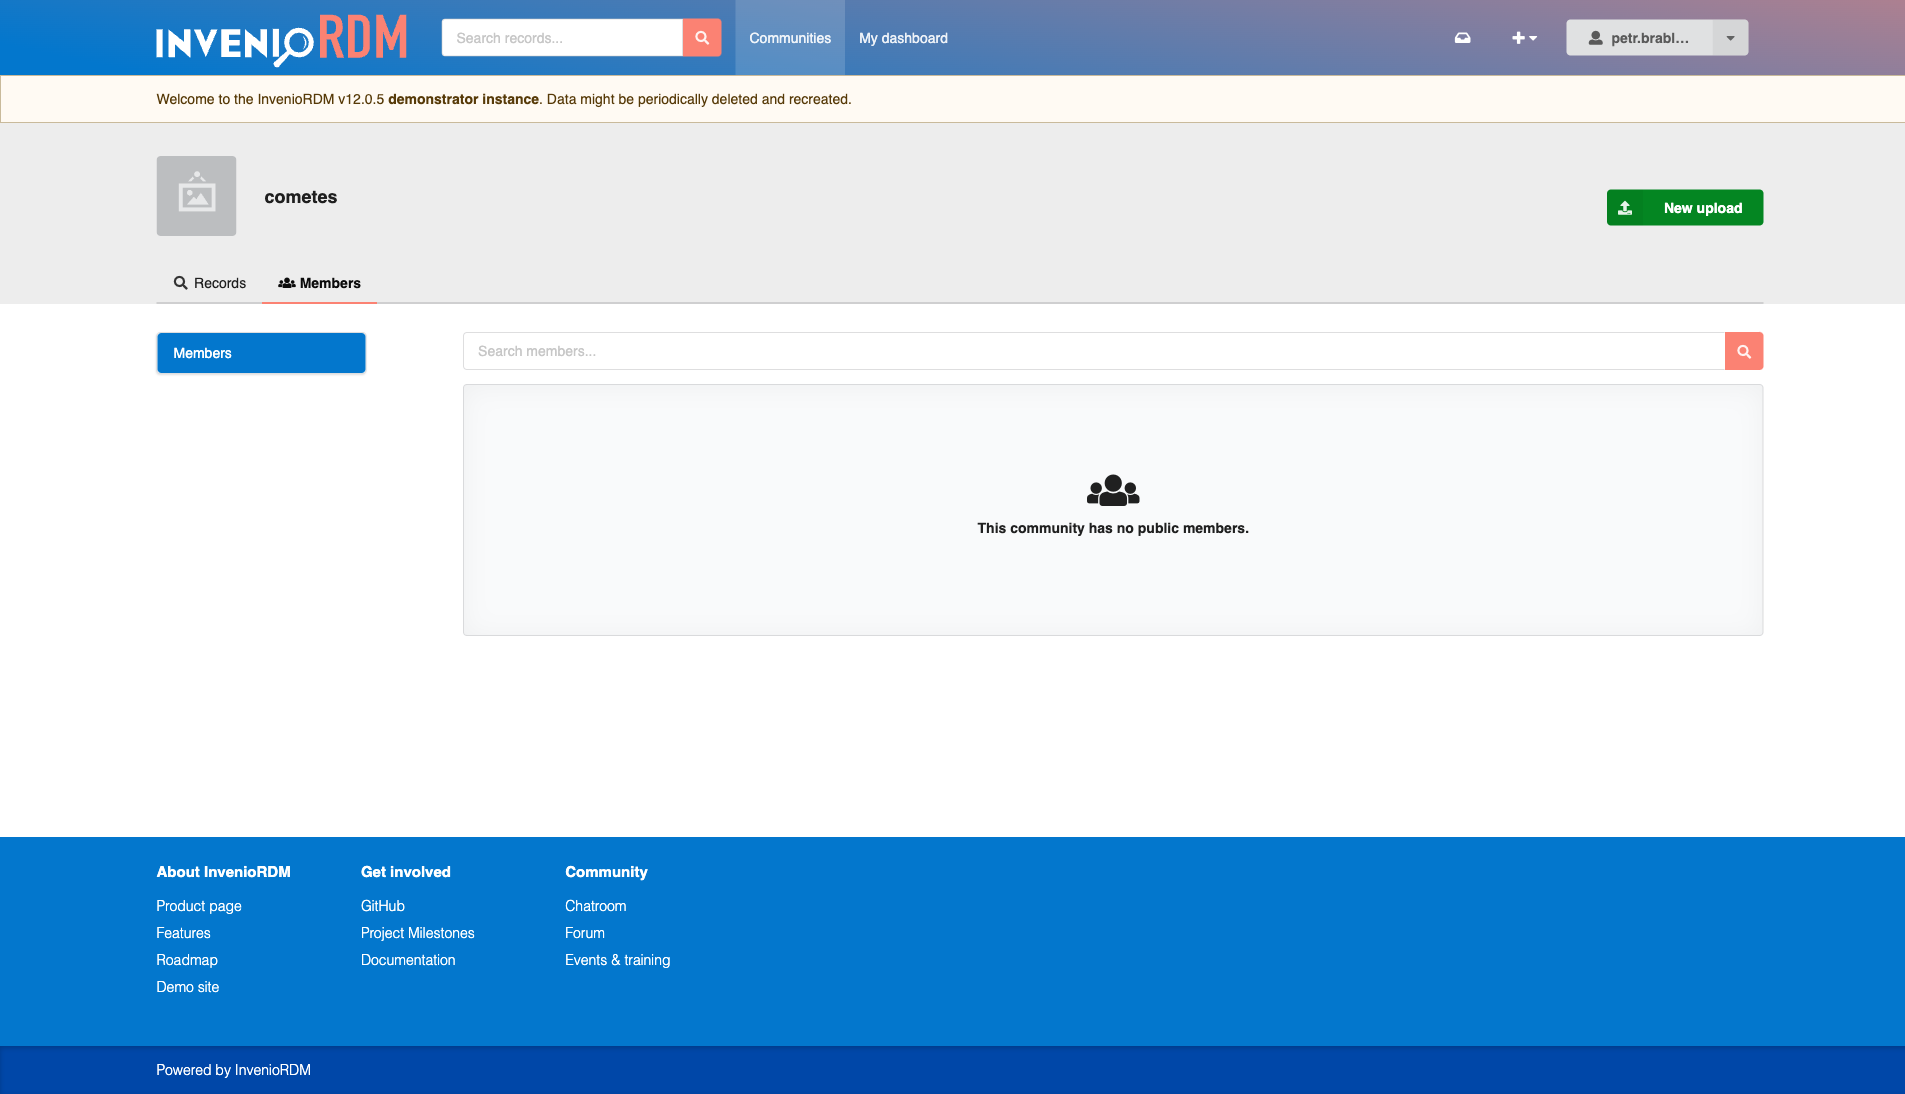 INVENIORDM
Search records...
Communities
My dashboard
petr.brabl...
Welcome to the InvenioRDM v12.0.5 demonstrator instance. Data might be periodically deleted and recreated.
cometes
New upload
Records
Members
Members
Search members...
This community has no public members.
About InvenioRDM
Product page
Features
Roadmap
Demo site
Get involved
GitHub
Project Milestones
Documentation
Community
Chatroom
Forum
Events & training
Powered by InvenioRDM